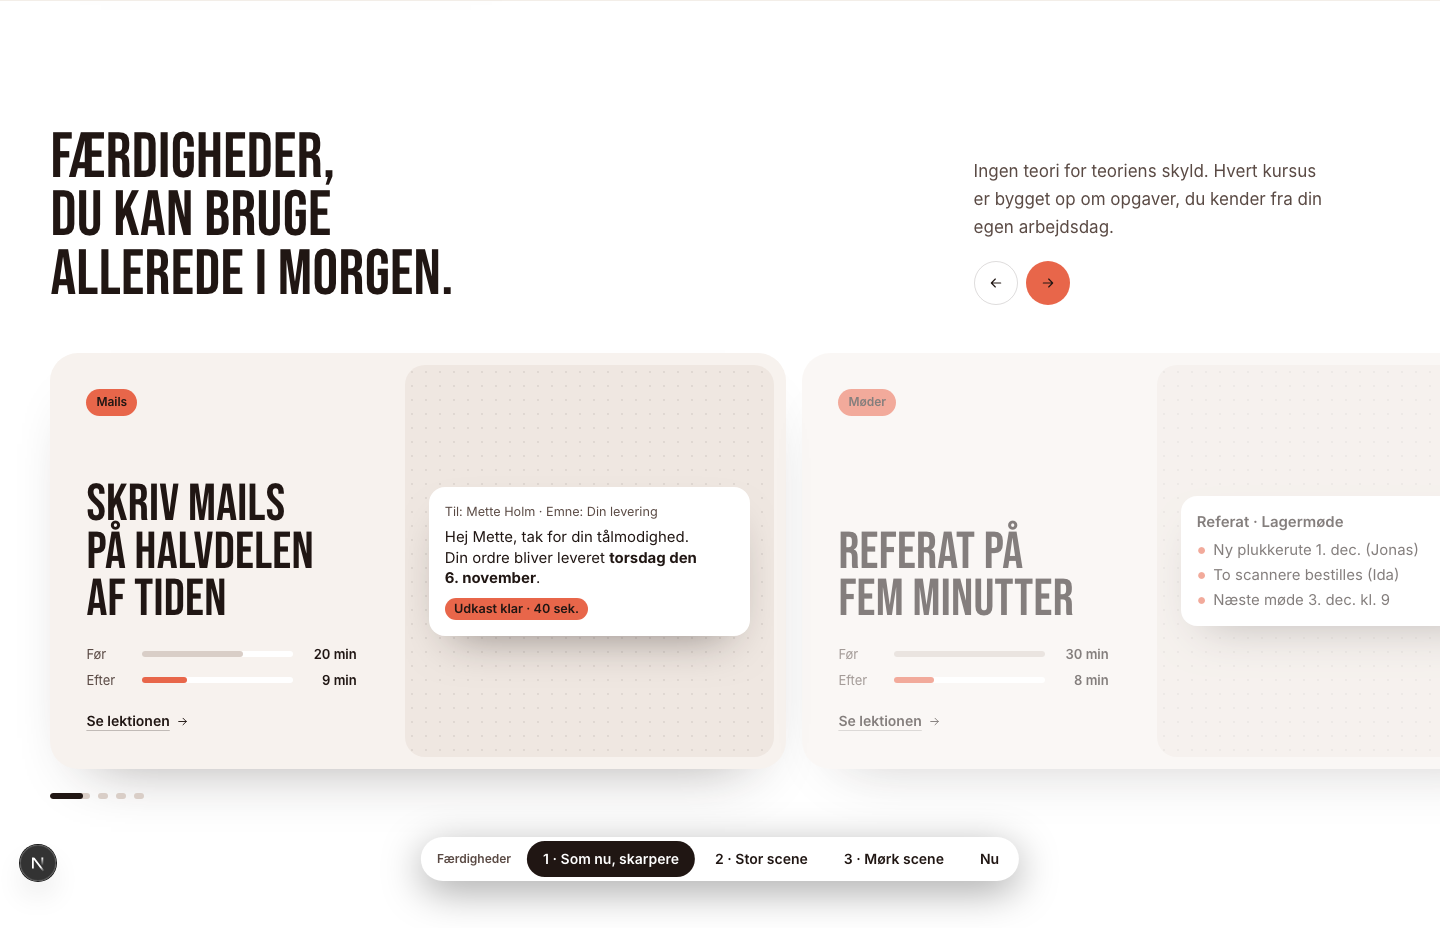 FÆRDIGHEDER,
DU KAN BRUGE
ALLEREDE I MORGEN.
Ingen teori for teoriens skyld. Hvert kursus
er bygget op om opgaver, du kender fra din
egen arbejdsdag.
Mails
SKRIV MAILS
PÅ HALVDELEN
AF TIDEN
Før 20 min
Efter 9 min
Se lektionen
Til: Mette Holm · Emne: Din levering
Hej Mette, tak for din tålmodighed.
Din ordre bliver leveret torsdag den
6. november.
Udkast klar · 40 sek.
Møder
REFERAT PÅ
FEM MINUTTER
Før 30 min
Efter 8 min
Se lektionen
Referat · Lagermøde
Ny plukkerute 1. dec. (Jonas)
To scannere bestilles (Ida)
Næste møde 3. dec. kl. 9
N
Færdigheder 1 · Som nu, skarpere 2 · Stor scene 3 · Mørk scene Nu